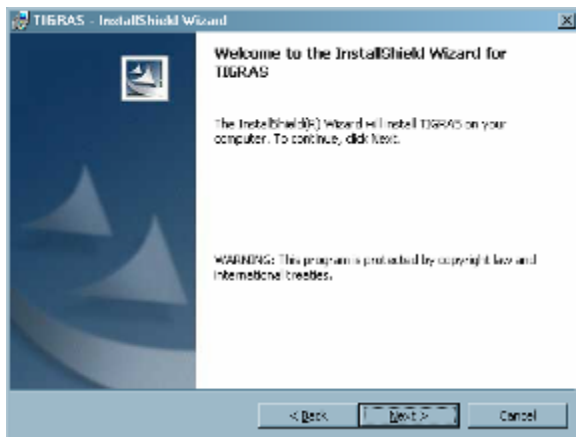 TIGRAS - InstallShield Wizard
Welcome to the InstallShield Wizard for
TIGRAS
The InstallShield(R) Wizard will install TIGRAS on your
computer. To continue, click Next.
WARNING: This program is protected by copyright law and
international treaties.
< Back
Next >
Cancel